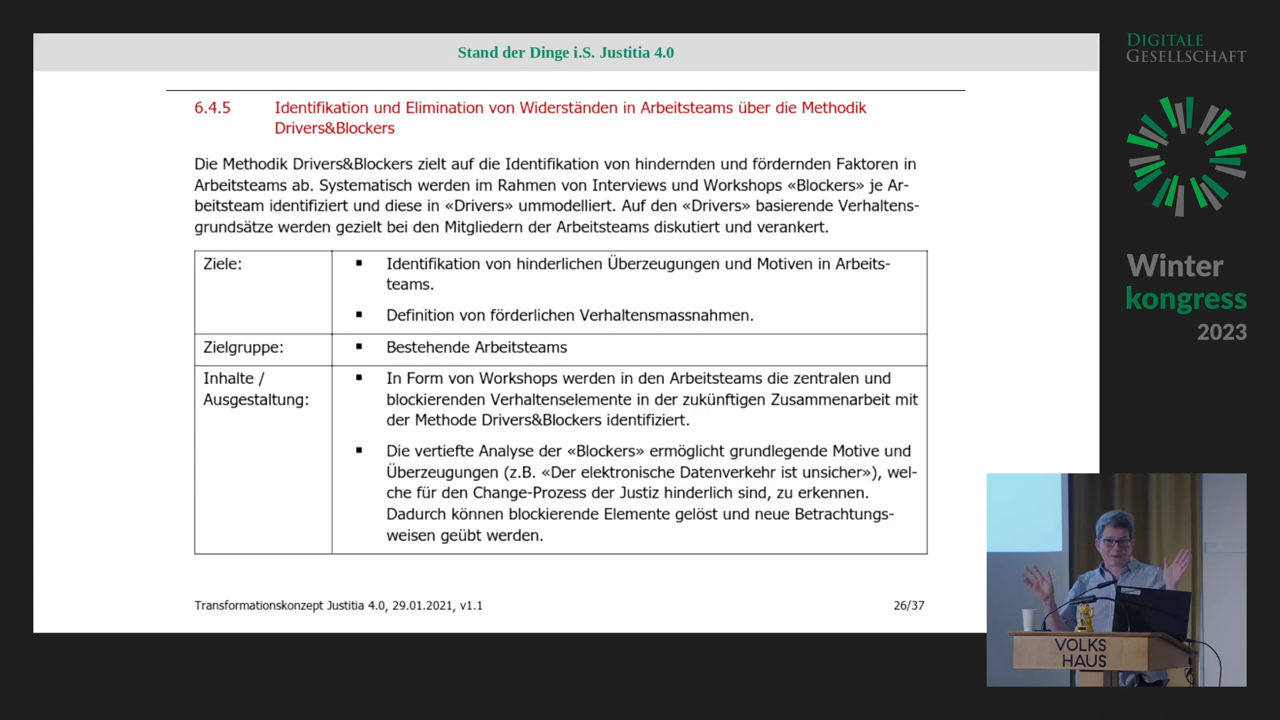 Stand der Dinge i.S. Justitia 4.0
6.4.5 Identifikation und Elimination von Widerständen in Arbeitsteams über die Methodik
Drivers&Blockers
Die Methodik Drivers&Blockers zielt auf die Identifikation von hindernden und fördernden Faktoren in
Arbeitsteams ab. Systematisch werden im Rahmen von Interviews und Workshops «Blockers» je Ar-
beitsteam identifiziert und diese in «Drivers» ummodelliert. Auf den «Drivers» basierende Verhaltens-
grundsätze werden gezielt bei den Mitgliedern der Arbeitsteams diskutiert und verankert.
Ziele:
▪ Identifikation von hinderlichen Überzeugungen und Motiven in Arbeits-
teams.
▪ Definition von förderlichen Verhaltensmassnahmen.
Zielgruppe:
▪ Bestehende Arbeitsteams
Inhalte /
Ausgestaltung:
▪ In Form von Workshops werden in den Arbeitsteams die zentralen und
blockierenden Verhaltenselemente in der zukünftigen Zusammenarbeit mit
der Methode Drivers&Blockers identifiziert.
▪ Die vertiefte Analyse der «Blockers» ermöglicht grundlegende Motive und
Überzeugungen (z.B. «Der elektronische Datenverkehr ist unsicher»), wel-
che für den Change-Prozess der Justiz hinderlich sind, zu erkennen.
Dadurch können blockierende Elemente gelöst und neue Betrachtungs-
weisen geübt werden.
Transformationskonzept Justitia 4.0, 29.01.2021, v1.1 26/37
DIGITALE
GESELLSCHAFT
Winter
kongress
2023
VOLKS
HAUS